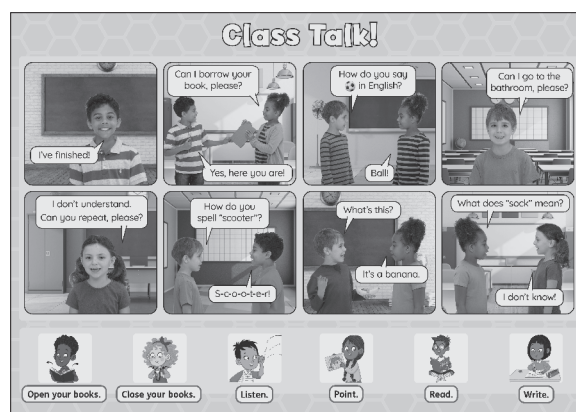 Class Talk!
I've finished!
Can I borrow your
book, please?
Yes, here you are!
How do you say
⚽ in English?
Ball!
Can I go to the
bathroom, please?
I don't understand.
Can you repeat, please?
How do you
spell "scooter"?
S-c-o-o-t-e-r!
What's this?
It's a banana.
What does "sock" mean?
I don't know!
Open your books.
Close your books.
Listen.
Point.
Read.
Write.